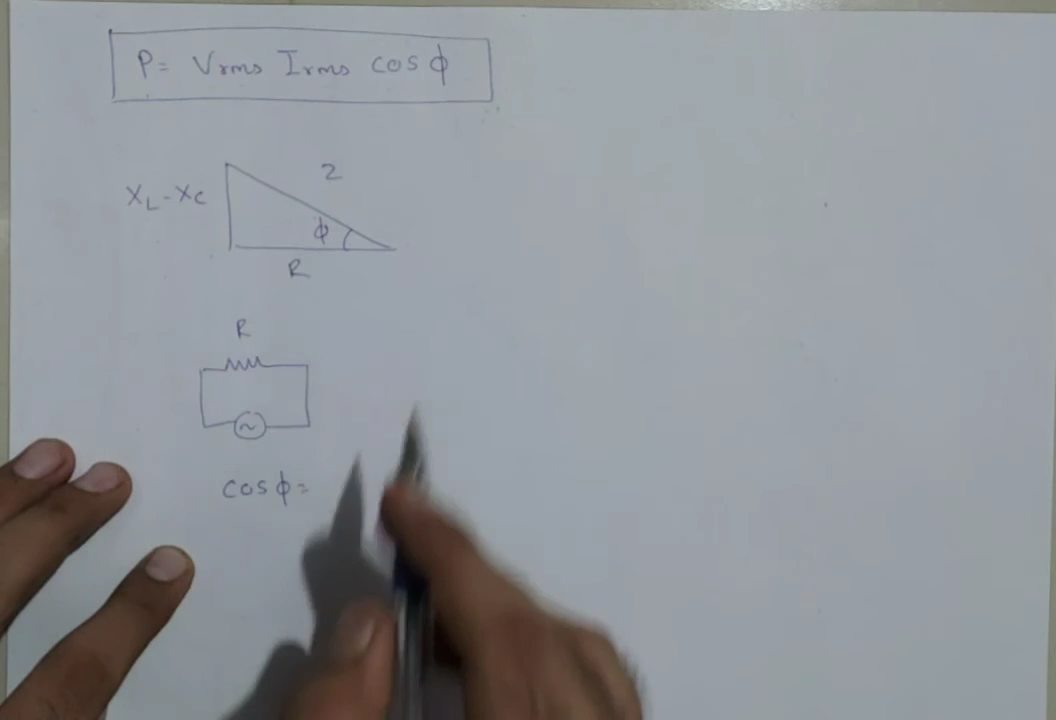 P= Vrms Irms cos ϕ
Z
XL - XC
ϕ
R
R
~
cos ϕ=